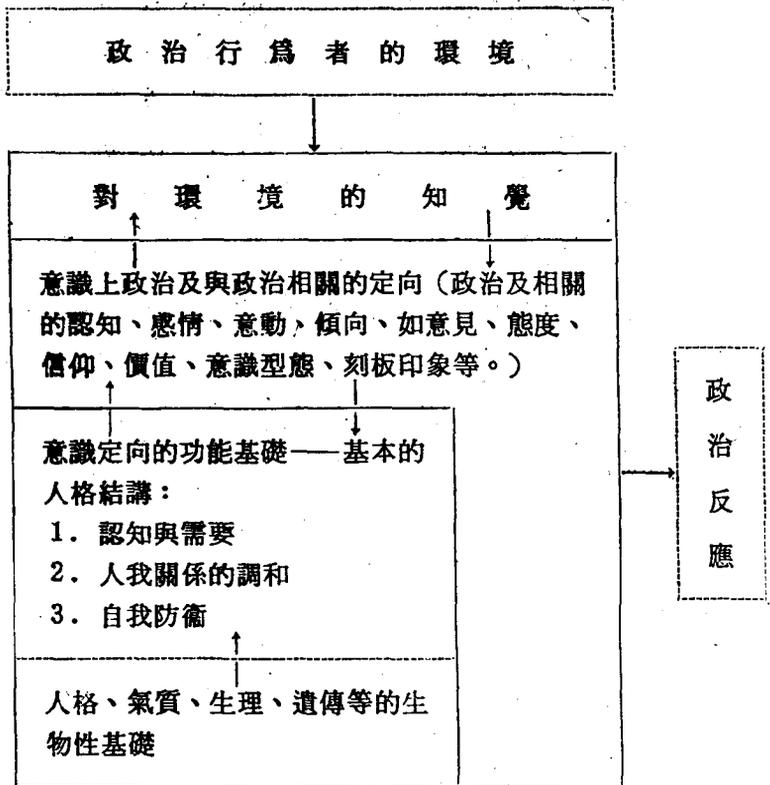 政治行爲者的環境
對環境的知覺
意識上政治及與政治相關的定向（政治及相關
的認知、感情、意動、傾向、如意見、態度、
信仰、價值、意識型態、刻板印象等。）
意識定向的功能基礎——基本的
人格結講：
1. 認知與需要
2. 人我關係的調和
3. 自我防衞
人格、氣質、生理、遺傳等的生
物性基礎
政治反應